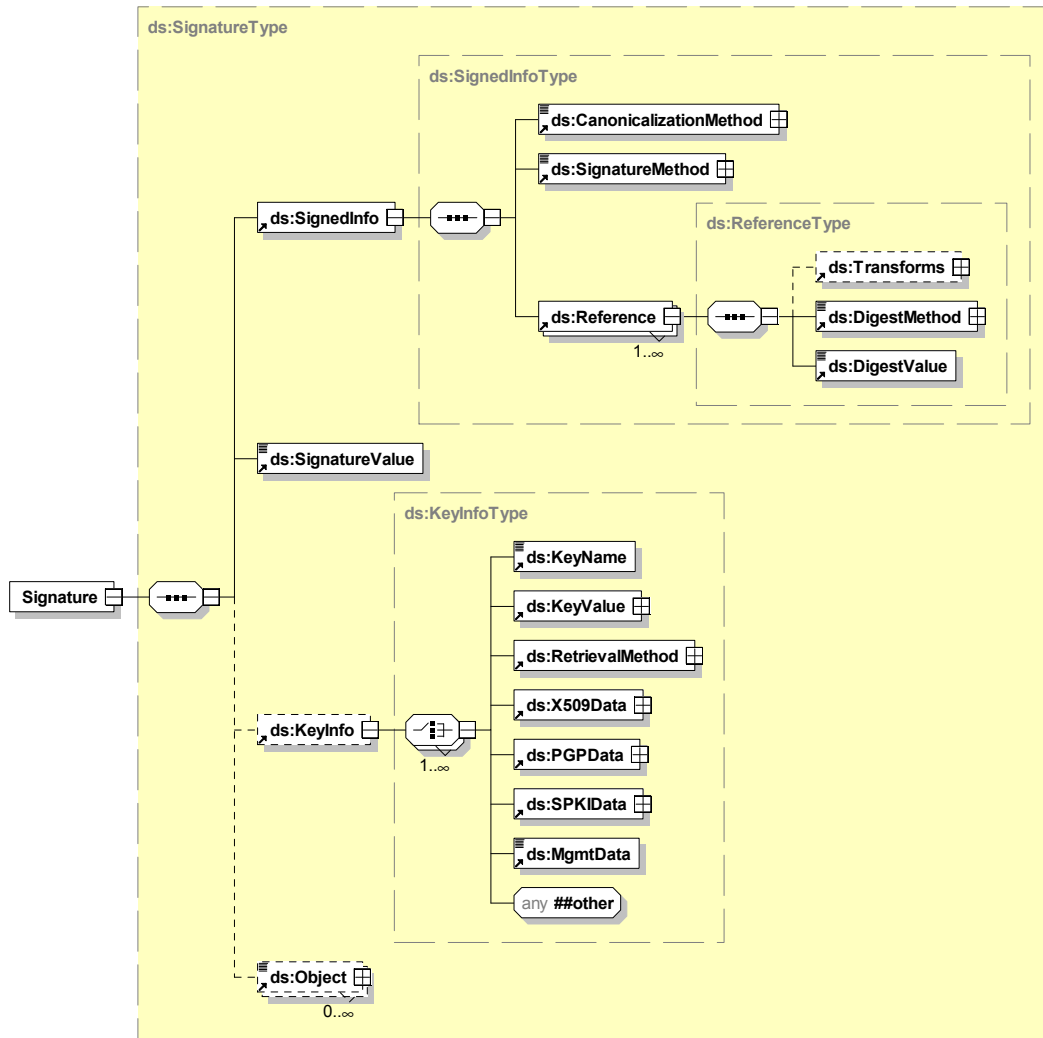 ds:SignatureType
ds:SignedInfoType
ds:CanonicalizationMethod
ds:SignatureMethod
ds:SignedInfo
ds:ReferenceType
ds:Transforms
ds:Reference
1..∞
ds:DigestMethod
ds:DigestValue
ds:SignatureValue
ds:KeyInfoType
ds:KeyName
Signature
ds:KeyValue
ds:RetrievalMethod
ds:X509Data
ds:KeyInfo
1..∞
ds:PGPData
ds:SPKIData
ds:MgmtData
any ##other
ds:Object
0..∞